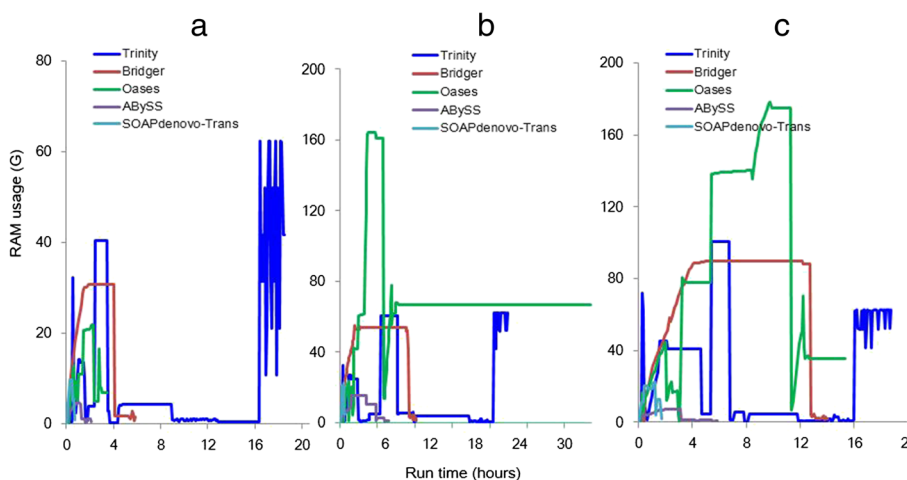 a b c
Trinity
Bridger
Oases
ABySS
SOAPdenovo-Trans
80
60
40
20
0
0 4 8 12 16 20
RAM usage (G)
Trinity
Bridger
Oases
ABySS
SOAPdenovo-Trans
200
160
120
80
40
0
0 6 12 18 24 30
Trinity
Bridger
Oases
ABySS
SOAPdenovo-Trans
200
160
120
80
40
0
0 4 8 12 16
Run time (hours)